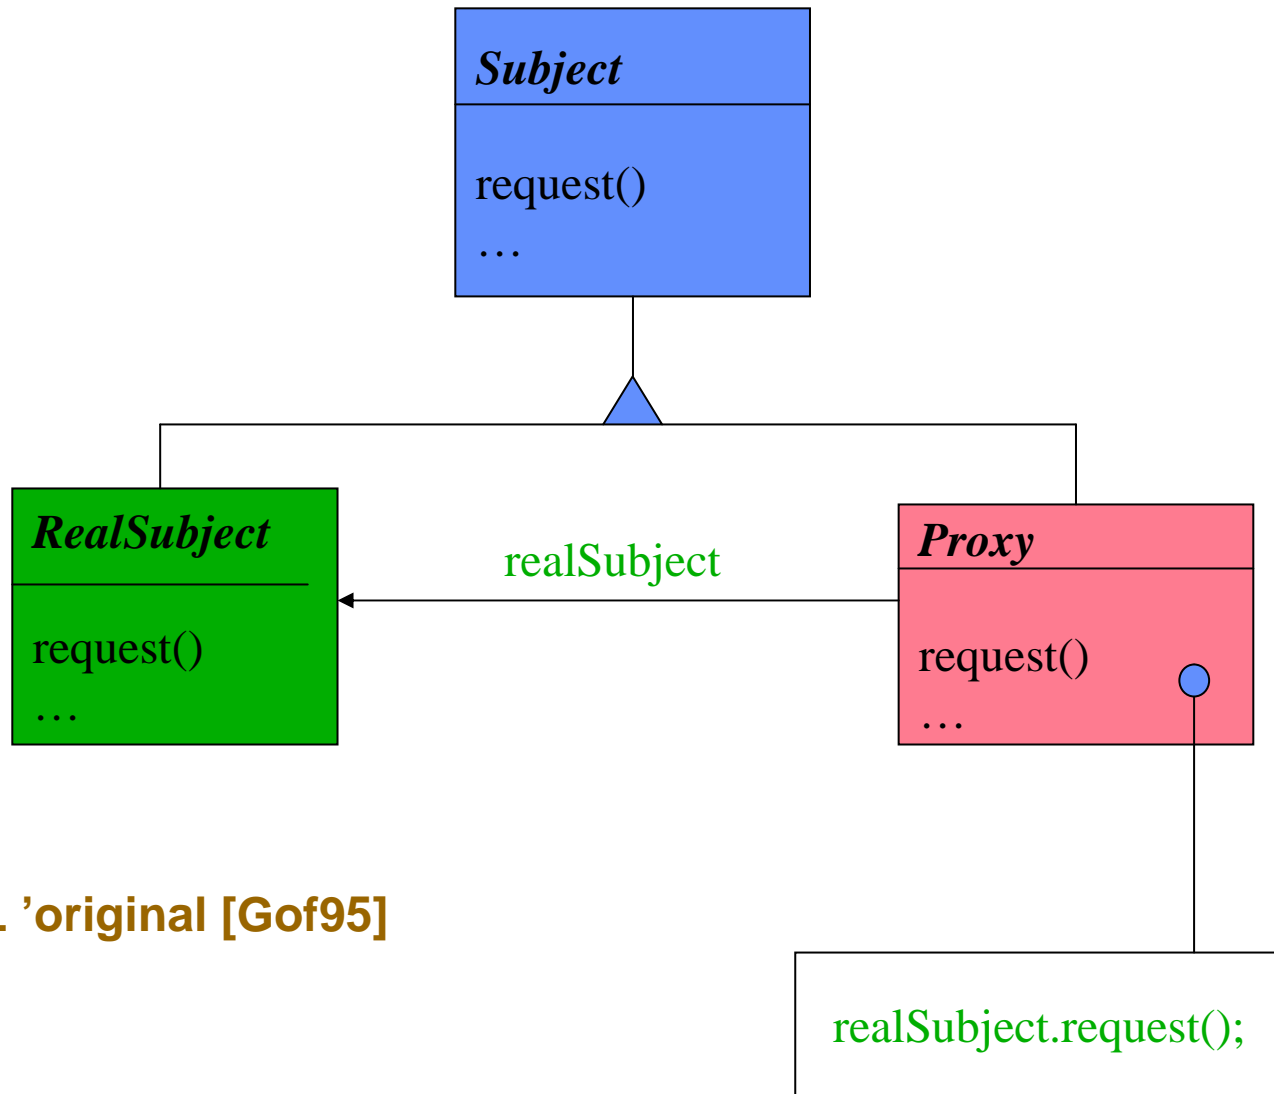 Subject
request()
…
RealSubject
request()
…
realSubject
Proxy
request()
…
. ’original [Gof95]
realSubject.request();